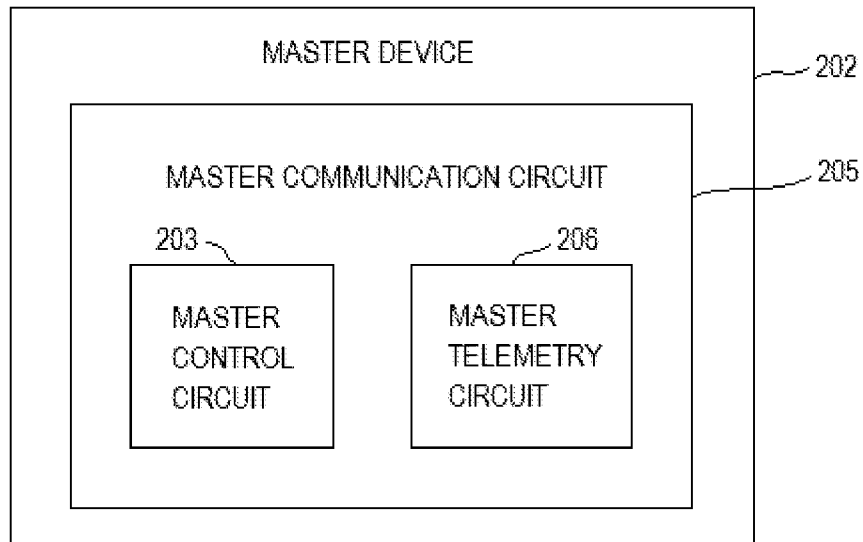 MASTER DEVICE
202
MASTER COMMUNICATION CIRCUIT
205
203
206
MASTER
CONTROL
CIRCUIT
MASTER
TELEMETRY
CIRCUIT